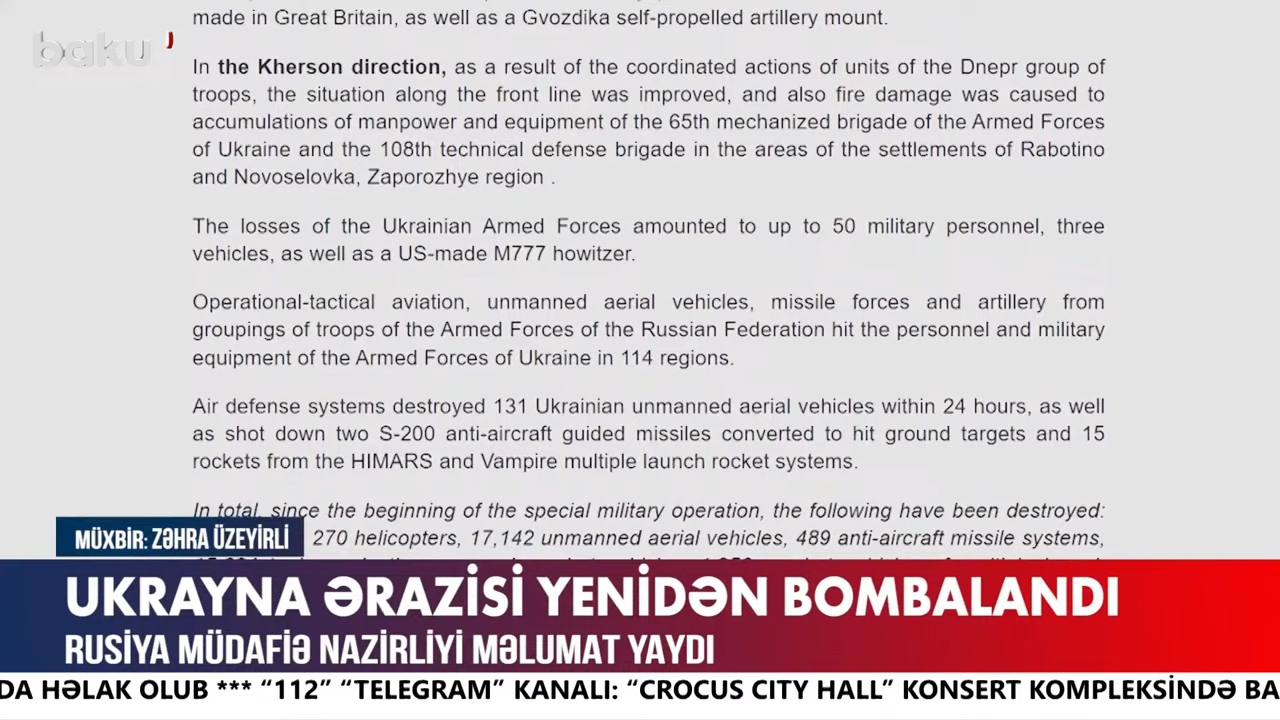 made in Great Britain, as well as a Gvozdika self-propelled artillery mount.
baku
In the Kherson direction, as a result of the coordinated actions of units of the Dnepr group of
troops, the situation along the front line was improved, and also fire damage was caused to
accumulations of manpower and equipment of the 65th mechanized brigade of the Armed Forces
of Ukraine and the 108th technical defense brigade in the areas of the settlements of Rabotino
and Novoselovka, Zaporozhye region .
The losses of the Ukrainian Armed Forces amounted to up to 50 military personnel, three
vehicles, as well as a US-made M777 howitzer.
Operational-tactical aviation, unmanned aerial vehicles, missile forces and artillery from
groupings of troops of the Armed Forces of the Russian Federation hit the personnel and military
equipment of the Armed Forces of Ukraine in 114 regions.
Air defense systems destroyed 131 Ukrainian unmanned aerial vehicles within 24 hours, as well
as shot down two S-200 anti-aircraft guided missiles converted to hit ground targets and 15
rockets from the HIMARS and Vampire multiple launch rocket systems.
In total, since the beginning of the special military operation, the following have been destroyed:
270 helicopters, 17,142 unmanned aerial vehicles, 489 anti-aircraft missile systems,
MÜXBİR: ZƏHRA ÜZEYİRLİ
UKRAYNA ƏRAZİSİ YENİDƏN BOMBALANDI
RUSİYA MÜDAFİƏ NAZİRLİYİ MƏLUMAT YAYDI
DA HƏLAK OLUB *** “112” “TELEGRAM” KANALI: “CROCUS CITY HALL” KONSERT KOMPLEKSİNDƏ BA